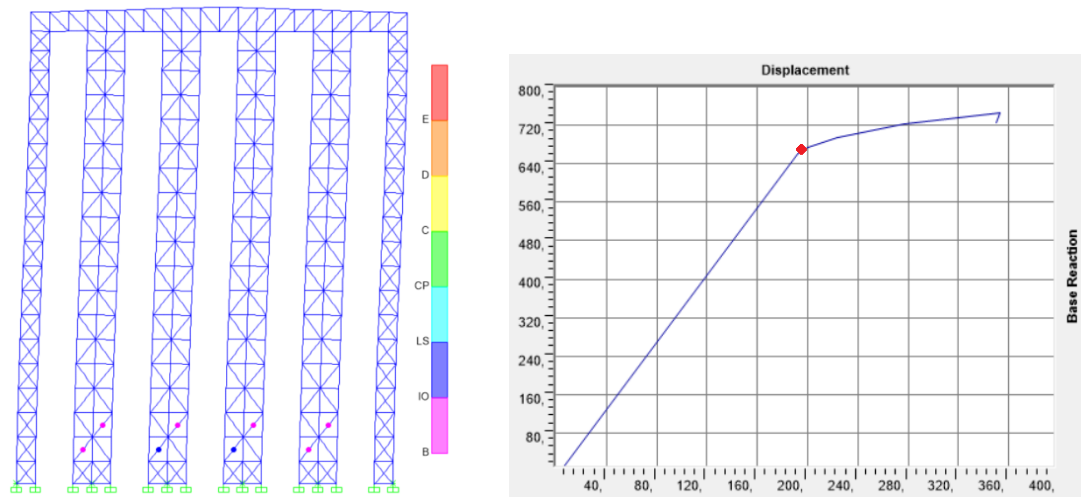 E
D
C
CP
LS
IO
B
Displacement
800,
720,
640,
560,
480,
400,
320,
240,
160,
80,
40, 80, 120, 160, 200, 240, 280, 320, 360, 400,
Base Reaction